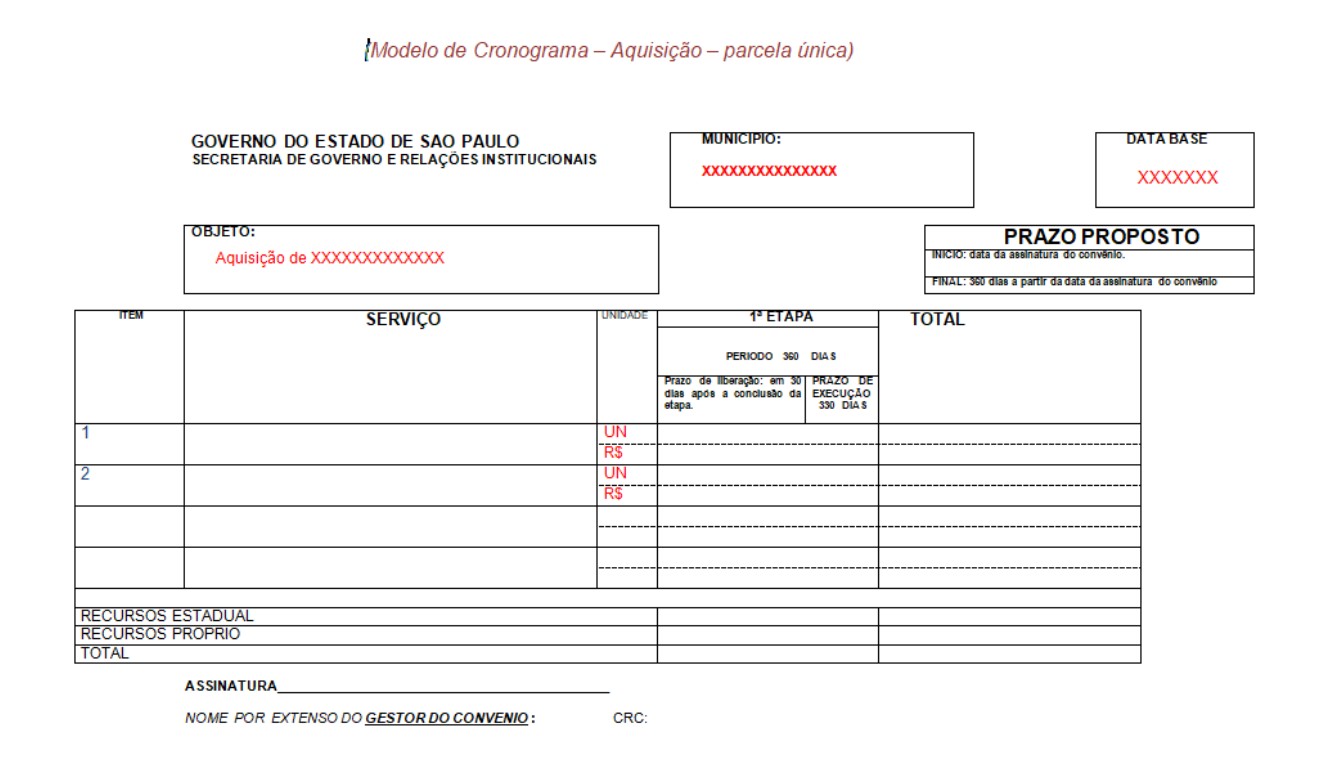 (Modelo de Cronograma – Aquisição – parcela única)
GOVERNO DO ESTADO DE SAO PAULO
SECRETARIA DE GOVERNO E RELAÇÕES INSTITUCIONAIS
MUNICIPIO:
XXXXXXXXXXXXXXX
DATA BASE
XXXXXXX
OBJETO:
Aquisição de XXXXXXXXXXXXX
PRAZO PROPOSTO
INICIO: data da assinatura do convênio.
FINAL: 360 dias a partir da data da assinatura do convênio
ITEM
SERVIÇO
UNIDADE
1ª ETAPA
TOTAL
PERIODO 360 DIAS
Prazo de liberação: em 30
dias após a conclusão da
etapa.
PRAZO DE
EXECUÇÃO
330 DIAS
1
UN
R$
2
UN
R$
RECURSOS ESTADUAL
RECURSOS PROPRIO
TOTAL
ASSINATURA
NOME POR EXTENSO DO GESTOR DO CONVENIO: CRC: